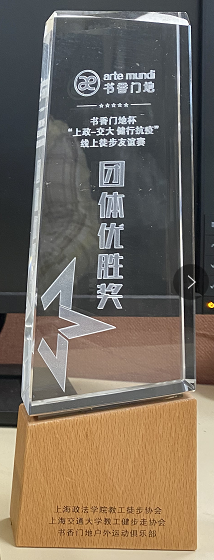 arte mundi
书香门地
书香门地杯
“上政-交大 健行抗疫”
线上徒步友谊赛
团体优胜奖
上海政法学院教工徒步协会
上海交通大学教工健步走协会
书香门地户外运动俱乐部